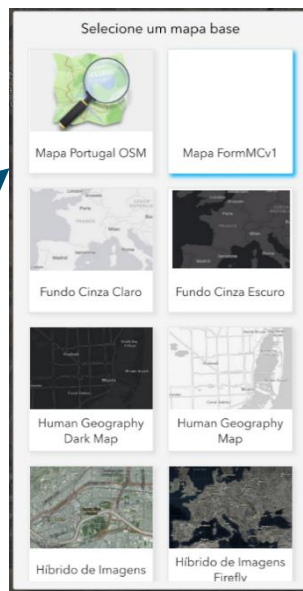 Selecione um mapa base
Mapa Portugal OSM
Mapa FormMCv1
Fundo Cinza Claro
Fundo Cinza Escuro
Human Geography
Dark Map
Human Geography
Map
Híbrido de Imagens
Híbrido de Imagens
Firefly